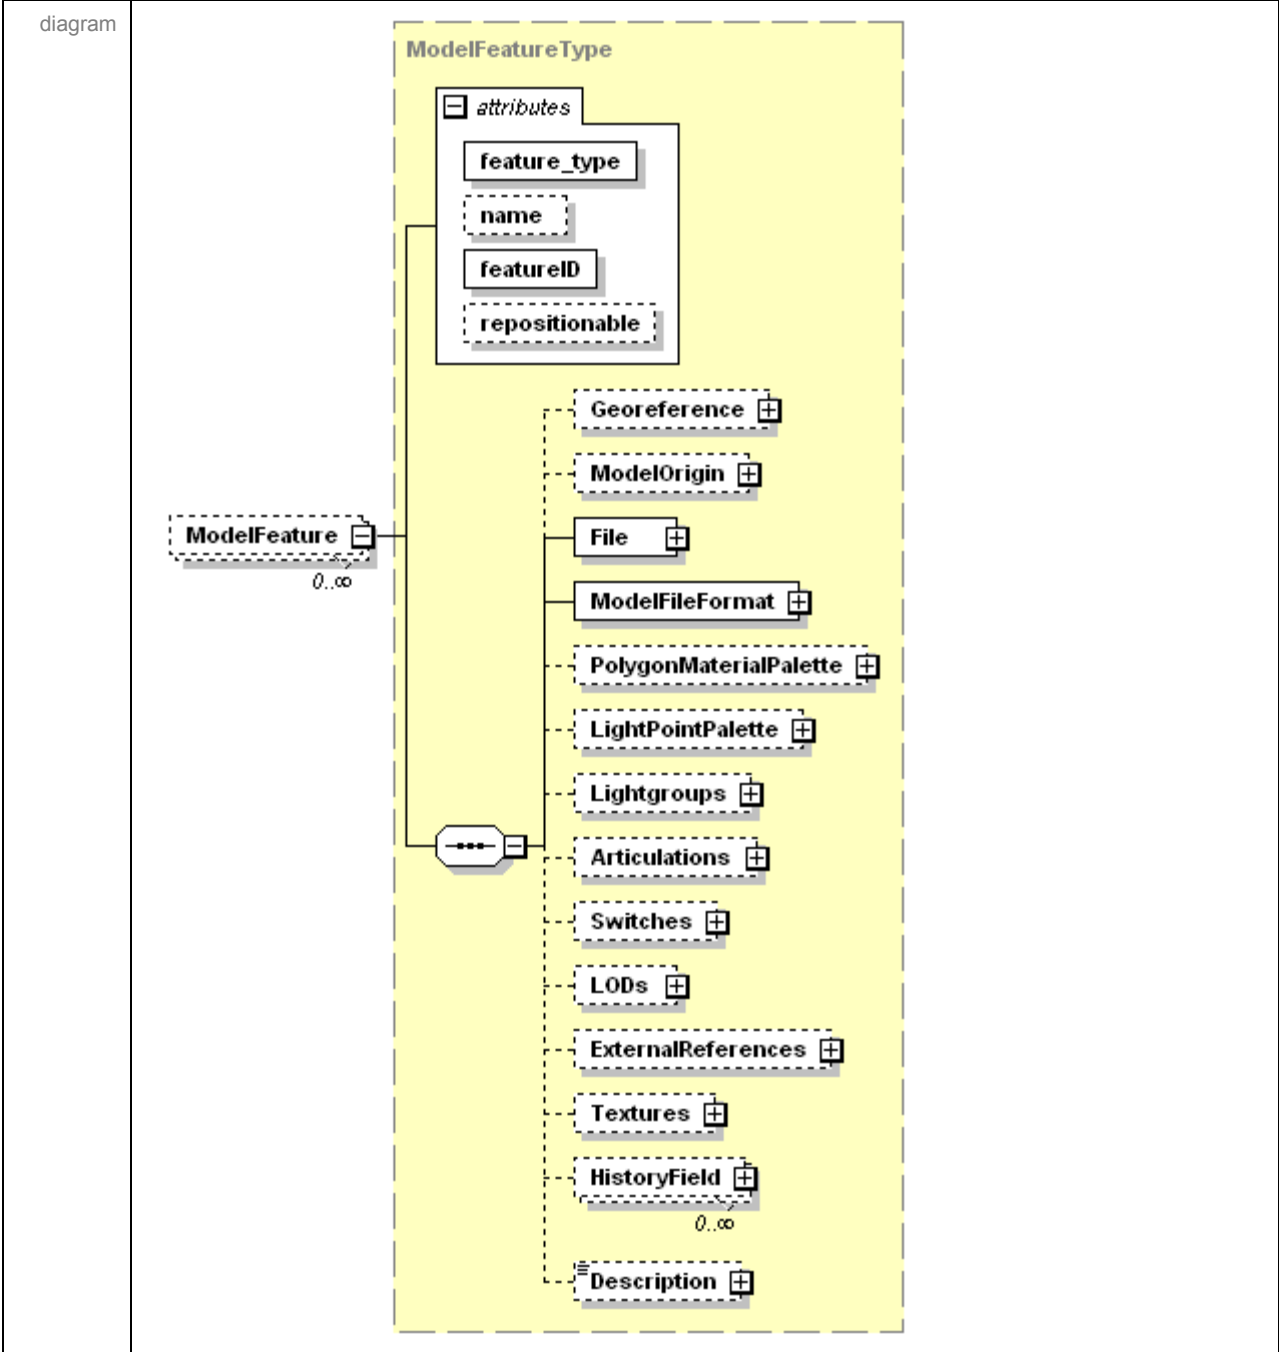 diagram
ModelFeatureType
attributes
feature_type
name
featureID
repositionable
Georeference
ModelOrigin
ModelFeature
0..∞
File
ModelFileFormat
PolygonMaterialPalette
LightPointPalette
Lightgroups
Articulations
Switches
LODs
ExternalReferences
Textures
HistoryField
0..∞
Description